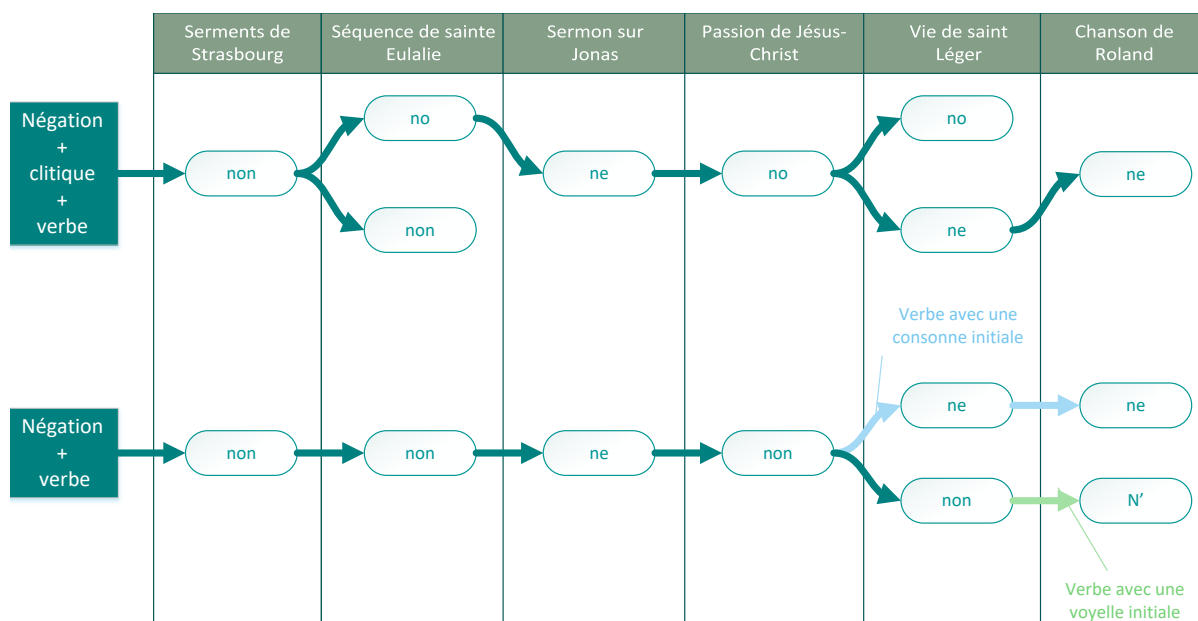 Serments de
Strasbourg
Séquence de sainte
Eulalie
Sermon sur
Jonas
Passion de Jésus-
Christ
Vie de saint
Léger
Chanson de
Roland
Négation
+
clitique
+
verbe
non
no
non
ne
no
no
ne
ne
Verbe avec une
consonne initiale
Négation
+
verbe
non
non
ne
non
ne
non
ne
N'
Verbe avec une
voyelle initiale